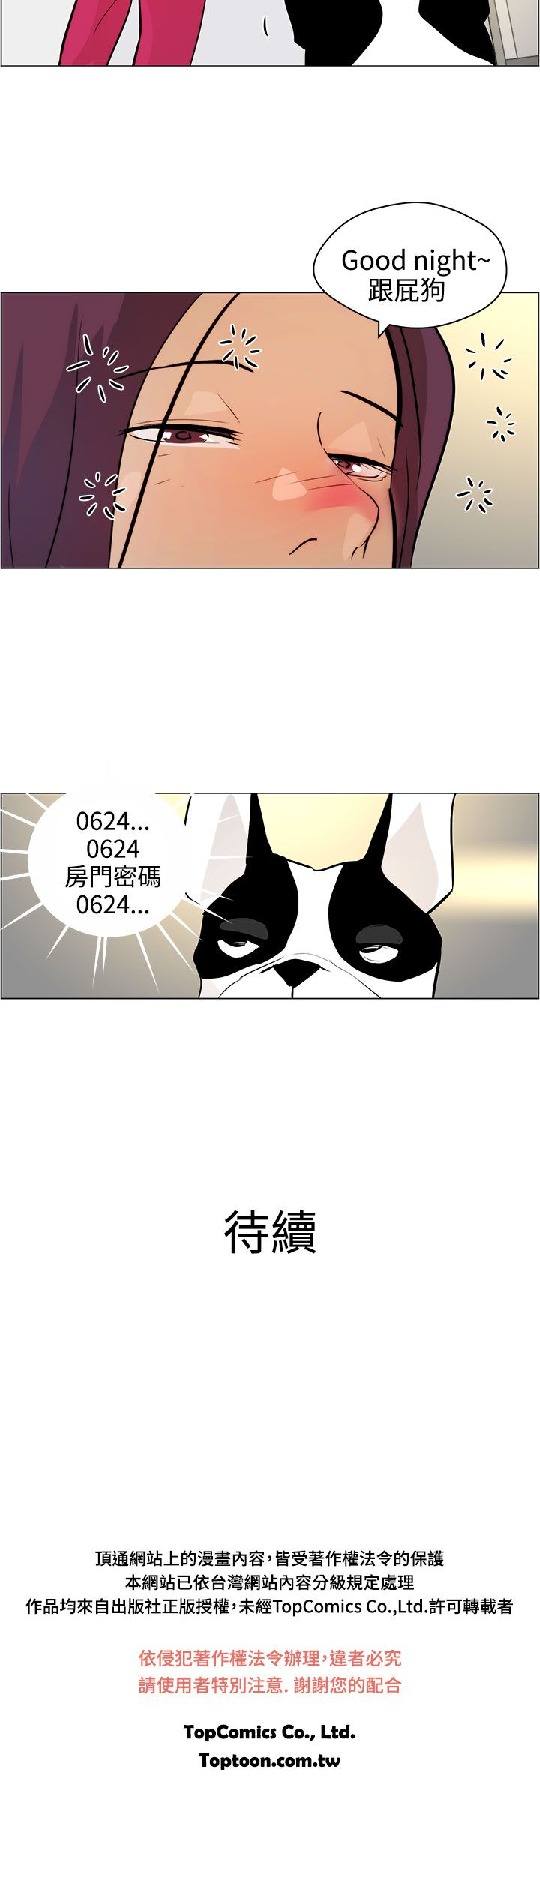 Good night~
跟屁狗
0624...
0624
房門密碼
0624...
待續
頂通網站上的漫畫內容，皆受著作權法令的保護
本網站已依台灣網站內容分級規定處理
作品均來自出版社正版授權，未經TopComics Co.,Ltd.許可轉載者
依侵犯著作權法令辦理，違者必究
請使用者特別注意. 謝謝您的配合
TopComics Co., Ltd.
Toptoon.com.tw